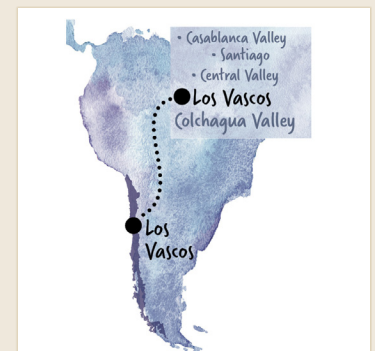 • Casablanca Valley
• Santiago
• Central Valley
Los Vascos
Colchagua Valley
Los
Vascos